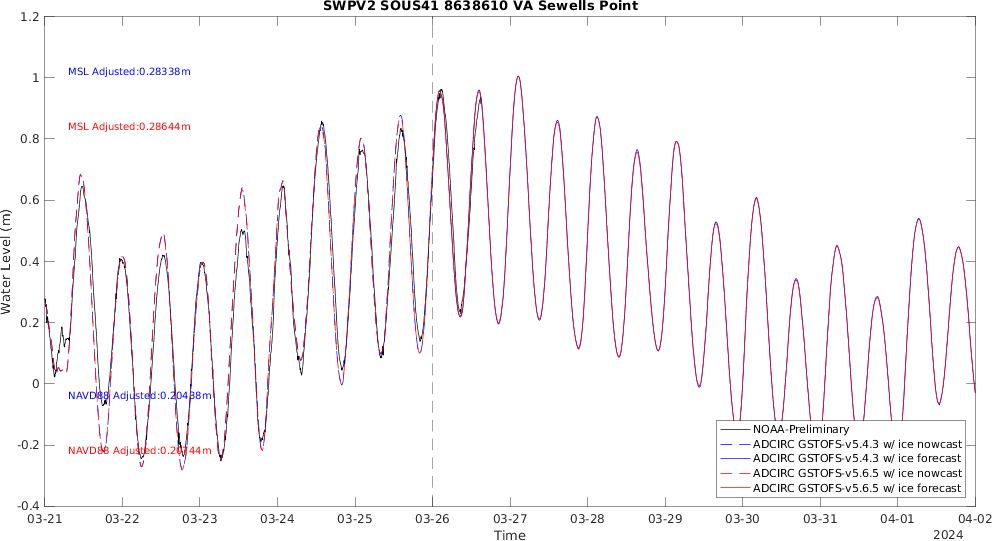 SWPV2 SOUS41 8638610 VA Sewells Point
1.2
1
0.8
0.6
0.4
0.2
0
-0.2
-0.4
Water Level (m)
MSL Adjusted:0.28338m
MSL Adjusted:0.28644m
NAVD88 Adjusted:0.20438m
NAVD88 Adjusted:0.20744m
NOAA-Preliminary
ADCIRC GSTOFS-v5.4.3 w/ ice nowcast
ADCIRC GSTOFS-v5.4.3 w/ ice forecast
ADCIRC GSTOFS-v5.6.5 w/ ice nowcast
ADCIRC GSTOFS-v5.6.5 w/ ice forecast
03-21 03-22 03-23 03-24 03-25 03-26 03-27 03-28 03-29 03-30 03-31 04-01 04-02
Time
2024